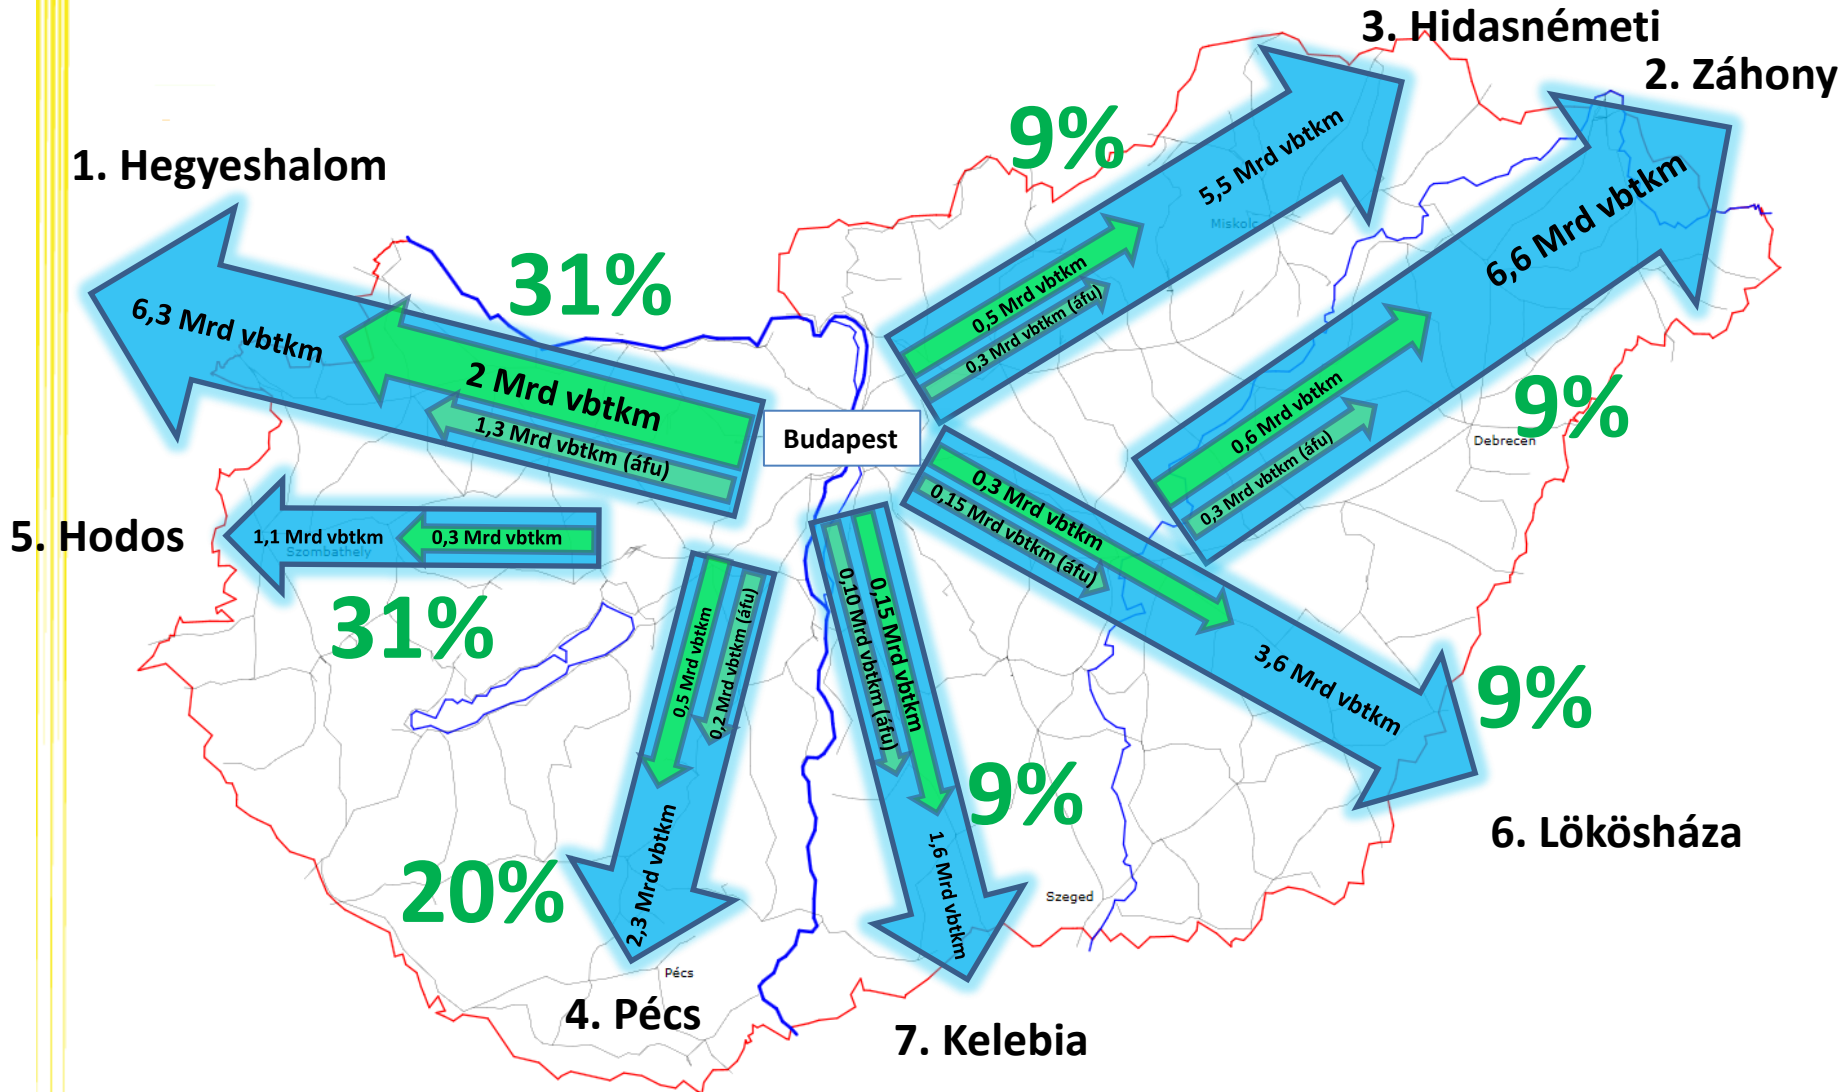 3. Hidasnémeti
2. Záhony
9%
1. Hegyeshalom
5,5 Mrd vbtkm
6,6 Mrd vbtkm
Miskolc
31%
0,5 Mrd vbtkm
0,3 Mrd vbtkm (áfu)
6,3 Mrd vbtkm
2 Mrd vbtkm
1,3 Mrd vbtkm (áfu)
Budapest
0,6 Mrd vbtkm
0,3 Mrd vbtkm (áfu)
9%
Debrecen
0,3 Mrd vbtkm
0,15 Mrd vbtkm (áfu)
5. Hodos
1,1 Mrd vbtkm
0,3 Mrd vbtkm
Szombathely
31%
0,5 Mrd vbtkm
0,2 Mrd vbtkm (áfu)
0,10 Mrd vbtkm (áfu)
0,15 Mrd vbtkm
3,6 Mrd vbtkm
9%
9%
6. Lökösháza
20%
2,3 Mrd vbtkm
1,6 Mrd vbtkm
Szeged
Pécs
4. Pécs
7. Kelebia